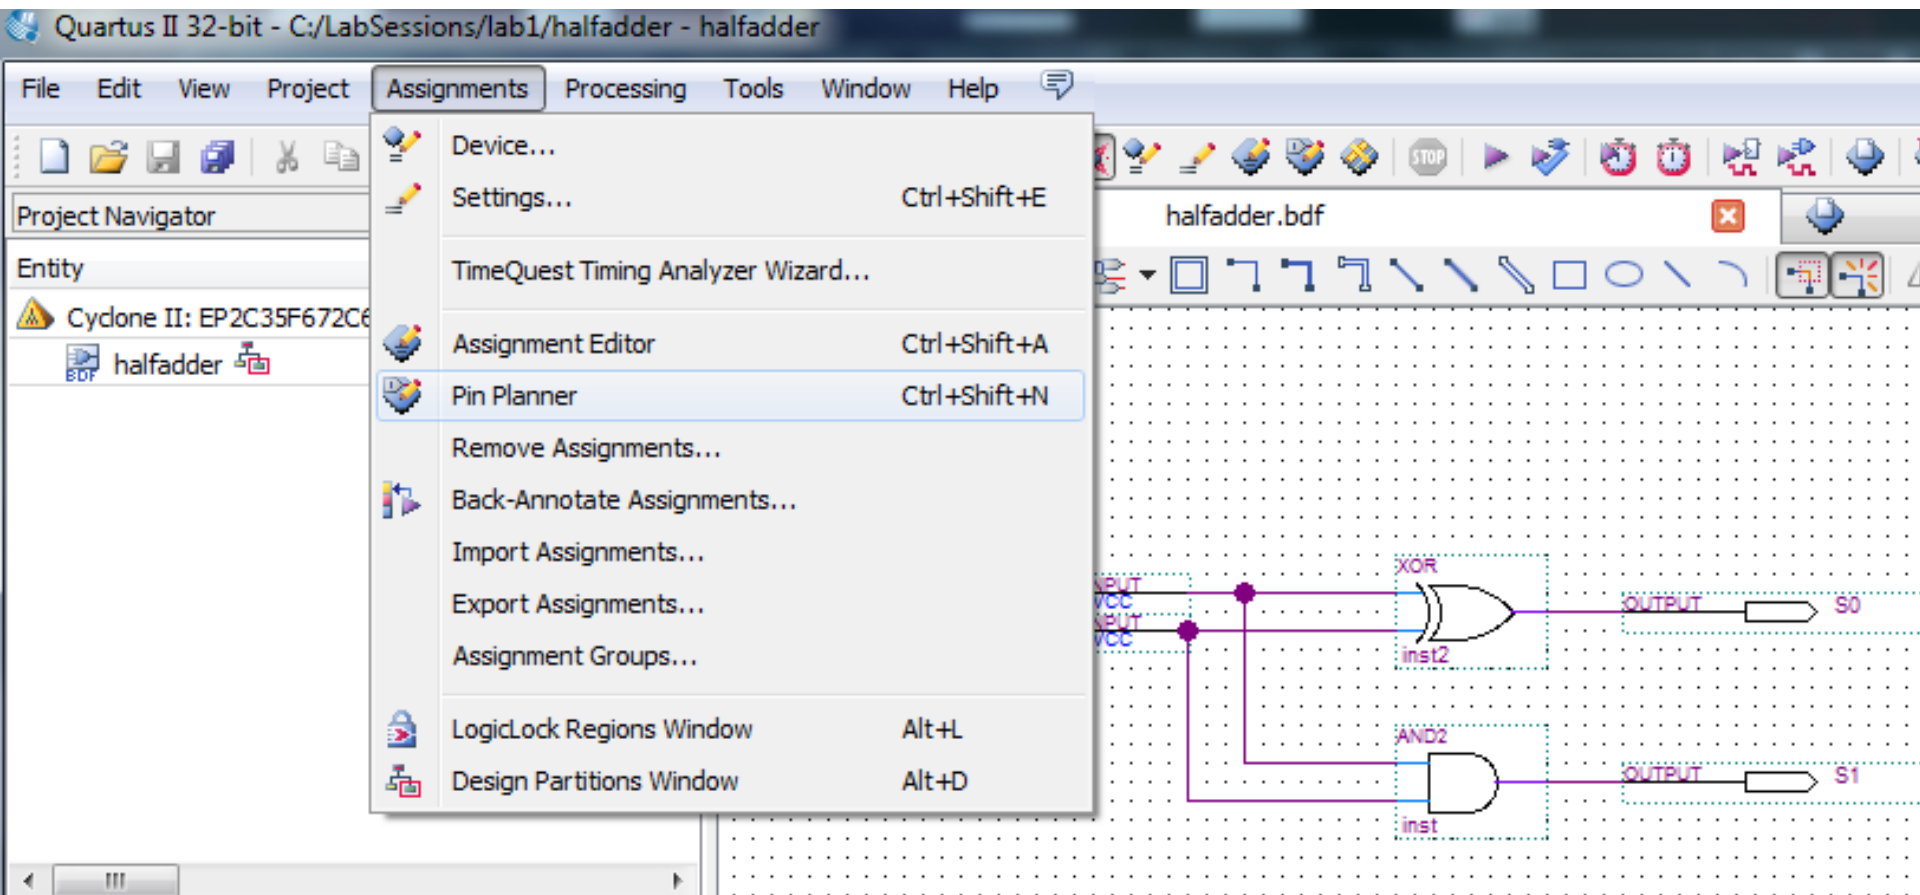 Quartus II 32-bit - C:/LabSessions/lab1/halfadder - halfadder
File Edit View Project Assignments Processing Tools Window Help
Device...
STOP
Settings... Ctrl+Shift+E
Project Navigator
halfadder.bdf
Entity
TimeQuest Timing Analyzer Wizard...
Cyclone II: EP2C35F672C6
Assignment Editor Ctrl+Shift+A
BDF halfadder
Pin Planner Ctrl+Shift+N
Remove Assignments...
Back-Annotate Assignments...
Import Assignments...
Export Assignments...
Assignment Groups...
LogicLock Regions Window Alt+L
Design Partitions Window Alt+D
NPUT
VCC
NPUT
VCC
XOR
inst2
OUTPUT S0
AND2
inst
OUTPUT S1